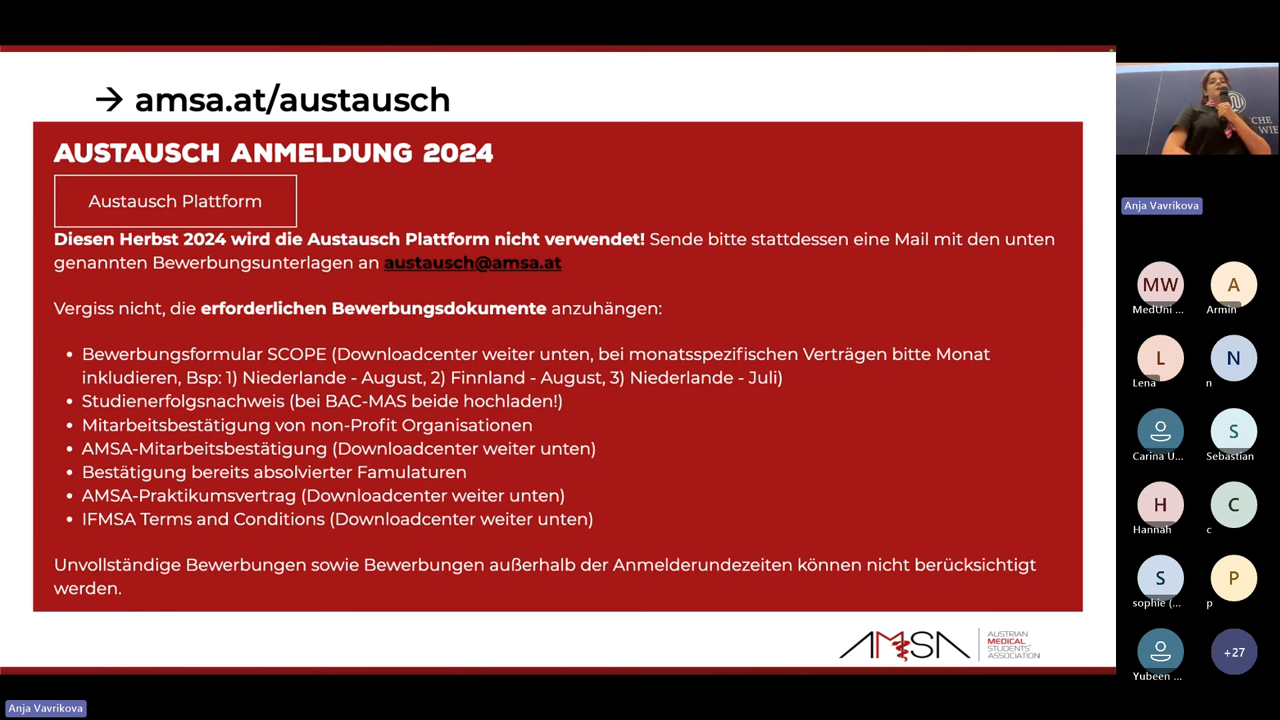 → amsa.at/austausch
AUSTAUSCH ANMELDUNG 2024
Austausch Plattform
Diesen Herbst 2024 wird die Austausch Plattform nicht verwendet! Sende bitte stattdessen eine Mail mit den unten
genannten Bewerbungsunterlagen an austausch@amsa.at
Vergiss nicht, die erforderlichen Bewerbungsdokumente anzuhängen:
• Bewerbungsformular SCOPE (Downloadcenter weiter unten, bei monatsspezifischen Verträgen bitte Monat
inkludieren, Bsp: 1) Niederlande - August, 2) Finnland - August, 3) Niederlande - Juli)
• Studienerfolgsnachweis (bei BAC-MAS beide hochladen!)
• Mitarbeitsbestätigung von non-Profit Organisationen
• AMSA-Mitarbeitsbestätigung (Downloadcenter weiter unten)
• Bestätigung bereits absolvierter Famulaturen
• AMSA-Praktikumsvertrag (Downloadcenter weiter unten)
• IFMSA Terms and Conditions (Downloadcenter weiter unten)
Unvollständige Bewerbungen sowie Bewerbungen außerhalb der Anmelderundezeiten können nicht berücksichtigt
werden.
AMSA
AUSTRIAN
MEDICAL
STUDENTS'
ASSOCIATION
Anja Vavrikova
CHE
WIE
Anja Vavrikova
MW
A
MedUni ...
Armin
L
N
Lena
n
S
Carina U...
Sebastian
H
C
Hannah
c
S
P
sophie (...
p
+27
Yubeen ...